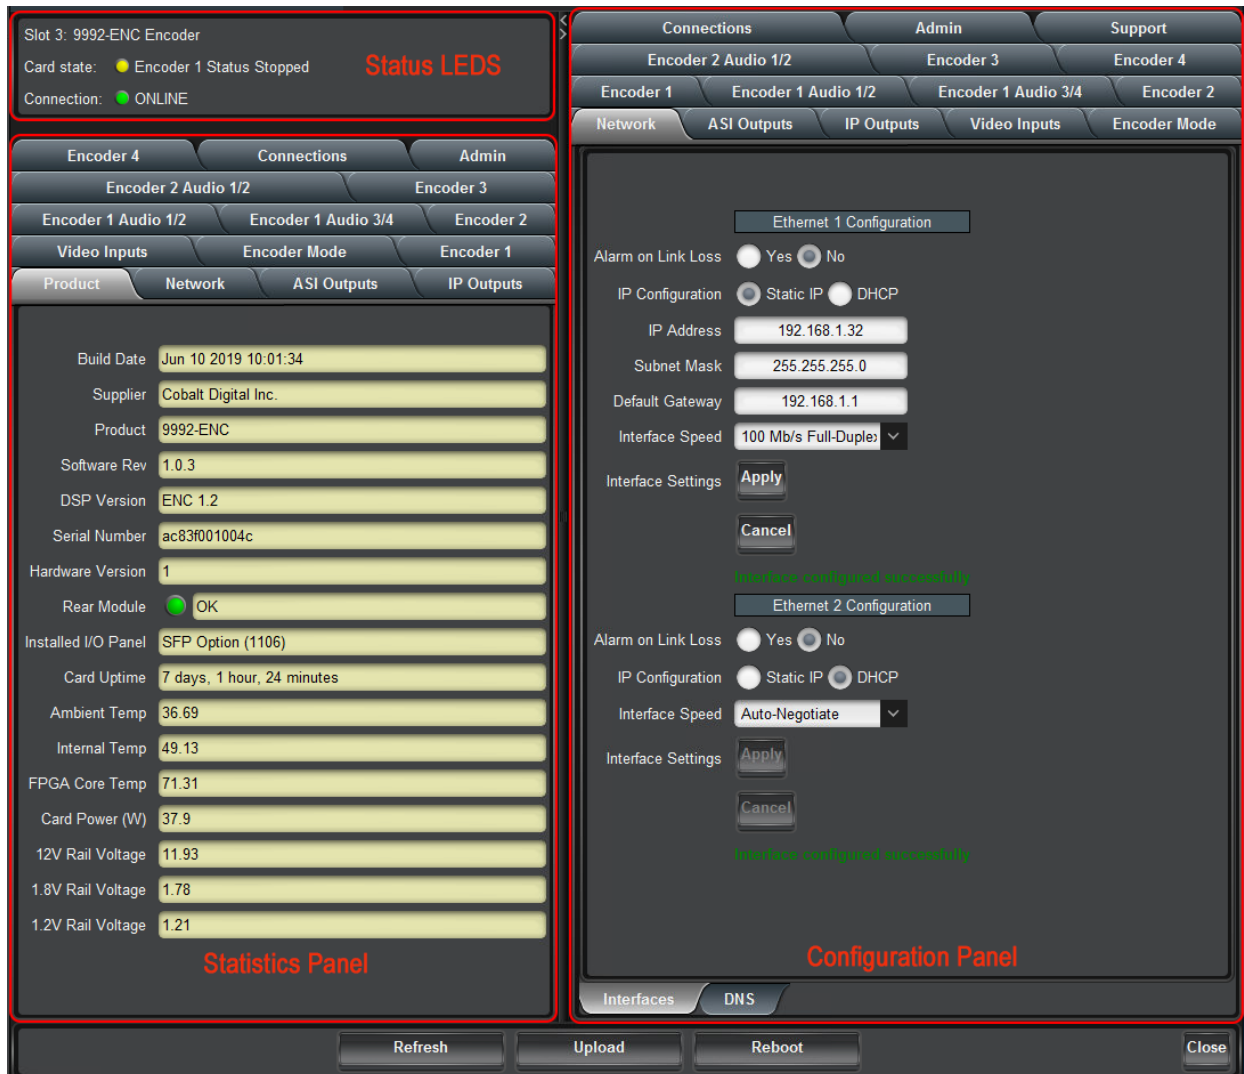 Slot 3: 9992-ENC Encoder
Card state: Encoder 1 Status Stopped
Connection: ONLINE
Status LEDS
Encoder 4 Connections Admin
Encoder 2 Audio 1/2 Encoder 3
Encoder 1 Audio 1/2 Encoder 1 Audio 3/4 Encoder 2
Video Inputs Encoder Mode Encoder 1
Product Network ASI Outputs IP Outputs
Build Date Jun 10 2019 10:01:34
Supplier Cobalt Digital Inc.
Product 9992-ENC
Software Rev 1.0.3
DSP Version ENC 1.2
Serial Number ac83f001004c
Hardware Version 1
Rear Module OK
Installed I/O Panel SFP Option (1106)
Card Uptime 7 days, 1 hour, 24 minutes
Ambient Temp 36.69
Internal Temp 49.13
FPGA Core Temp 71.31
Card Power (W) 37.9
12V Rail Voltage 11.93
1.8V Rail Voltage 1.78
1.2V Rail Voltage 1.21
Statistics Panel
Connections Admin Support
Encoder 2 Audio 1/2 Encoder 3 Encoder 4
Encoder 1 Encoder 1 Audio 1/2 Encoder 1 Audio 3/4 Encoder 2
Network ASI Outputs IP Outputs Video Inputs Encoder Mode
Ethernet 1 Configuration
Alarm on Link Loss Yes No
IP Configuration Static IP DHCP
IP Address 192.168.1.32
Subnet Mask 255.255.255.0
Default Gateway 192.168.1.1
Interface Speed 100 Mb/s Full-Duplex
Interface Settings Apply
Cancel
Interface configured successfully
Ethernet 2 Configuration
Alarm on Link Loss Yes No
IP Configuration Static IP DHCP
Interface Speed Auto-Negotiate
Interface Settings Apply
Cancel
Interface configured successfully
Configuration Panel
Interfaces DNS
Refresh Upload Reboot Close